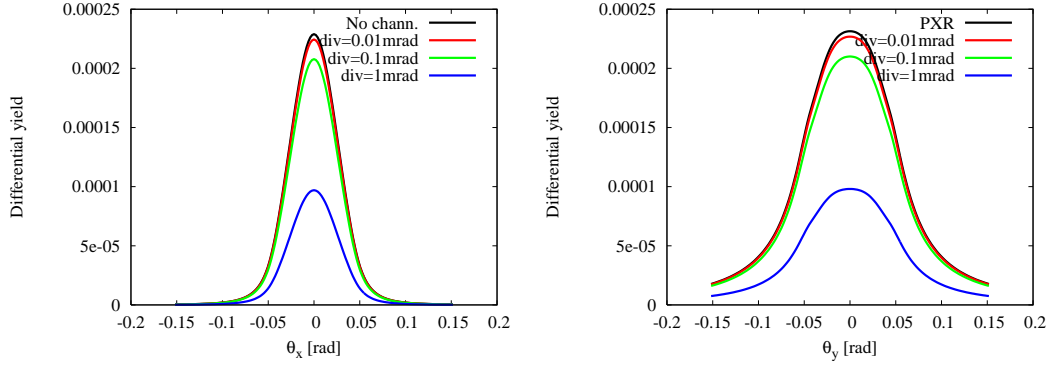 No chann.
div=0.01mrad
div=0.1mrad
div=1mrad
0.00025
0.0002
0.00015
0.0001
5e-05
0
Differential yield
-0.2 -0.15 -0.1 -0.05 0 0.05 0.1 0.15 0.2
θx [rad]
PXR
div=0.01mrad
div=0.1mrad
div=1mrad
0.00025
0.0002
0.00015
0.0001
5e-05
0
Differential yield
-0.2 -0.15 -0.1 -0.05 0 0.05 0.1 0.15 0.2
θy [rad]